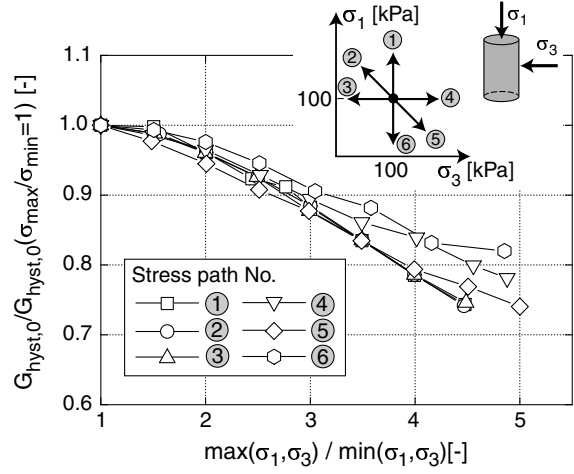 G_hyst,0/G_hyst,0(σ_max/σ_min=1) [-]
1.1
1.0
0.9
0.8
0.7
0.6
1 2 3 4 5
max(σ₁,σ₃) / min(σ₁,σ₃)[-]
Stress path No.
1 4
2 5
3 6
σ₁ [kPa]
1
2
3 4
100
6 5
100
σ₃ [kPa]
σ₁
σ₃